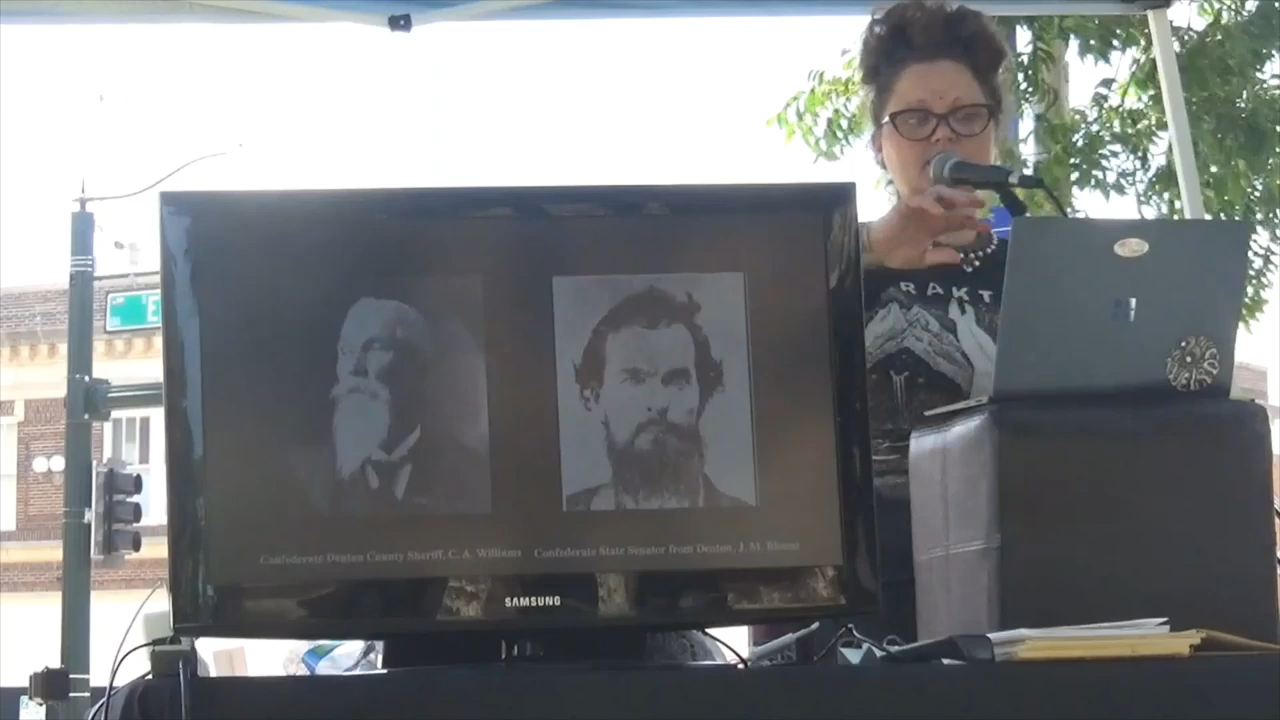 E
RAKT
Confederate Denton County Sheriff, C. A. Williams
Confederate State Senator from Denton, J. M. Blount
SAMSUNG